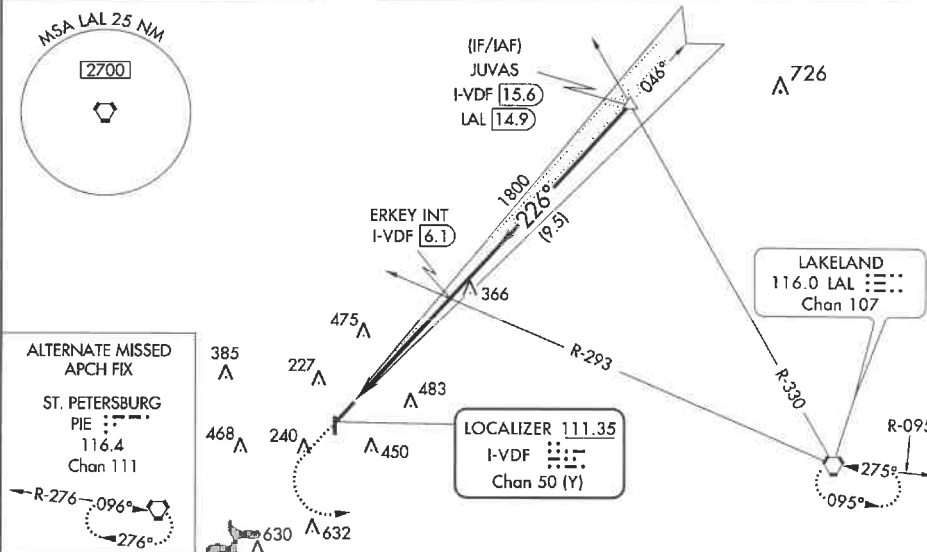 MSA LAL 25 NM
2700
(IF/IAF)
JUVAS
I-VDF 15.6
LAL 14.9
046°
726
1800
226°
(9.5)
ERKEY INT
I-VDF 6.1
366
LAKELAND
116.0 LAL
Chan 107
475
R-293
R-330
ALTERNATE MISSED
APCH FIX
ST. PETERSBURG
PIE
116.4
Chan 111
R-276
096°
276°
385
227
483
468
240
450
LOCALIZER 111.35
I-VDF
Chan 50 (Y)
R-095
275°
095°
630
632